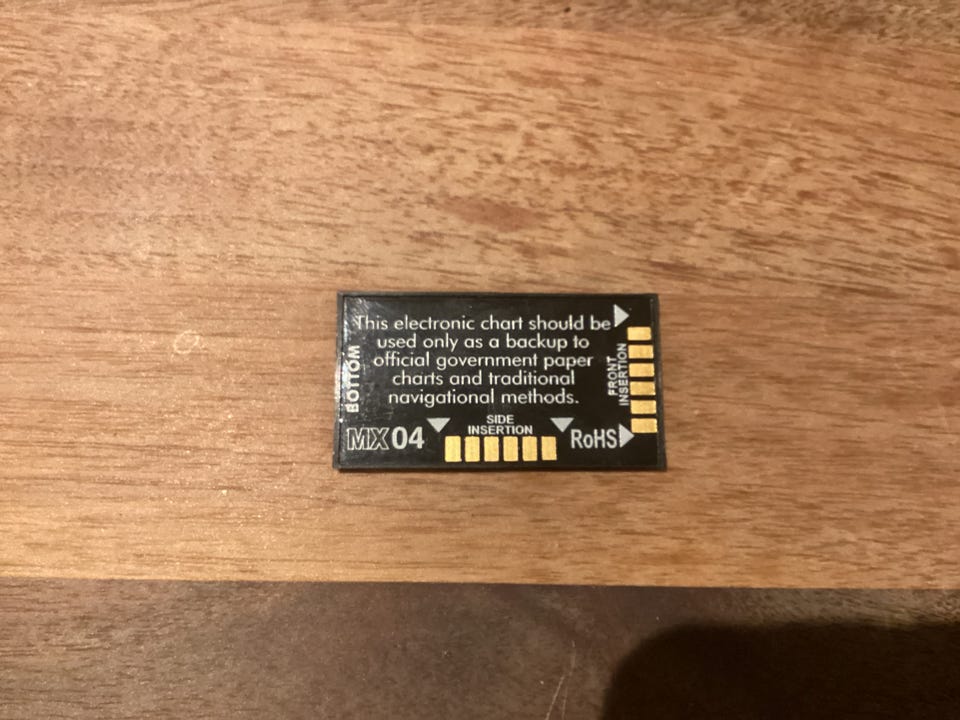 This electronic chart should be
used only as a backup to
official government paper
charts and traditional
navigational methods.
BOTTOM
FRONT
INSERTION
SIDE
INSERTION
MX04
RoHS